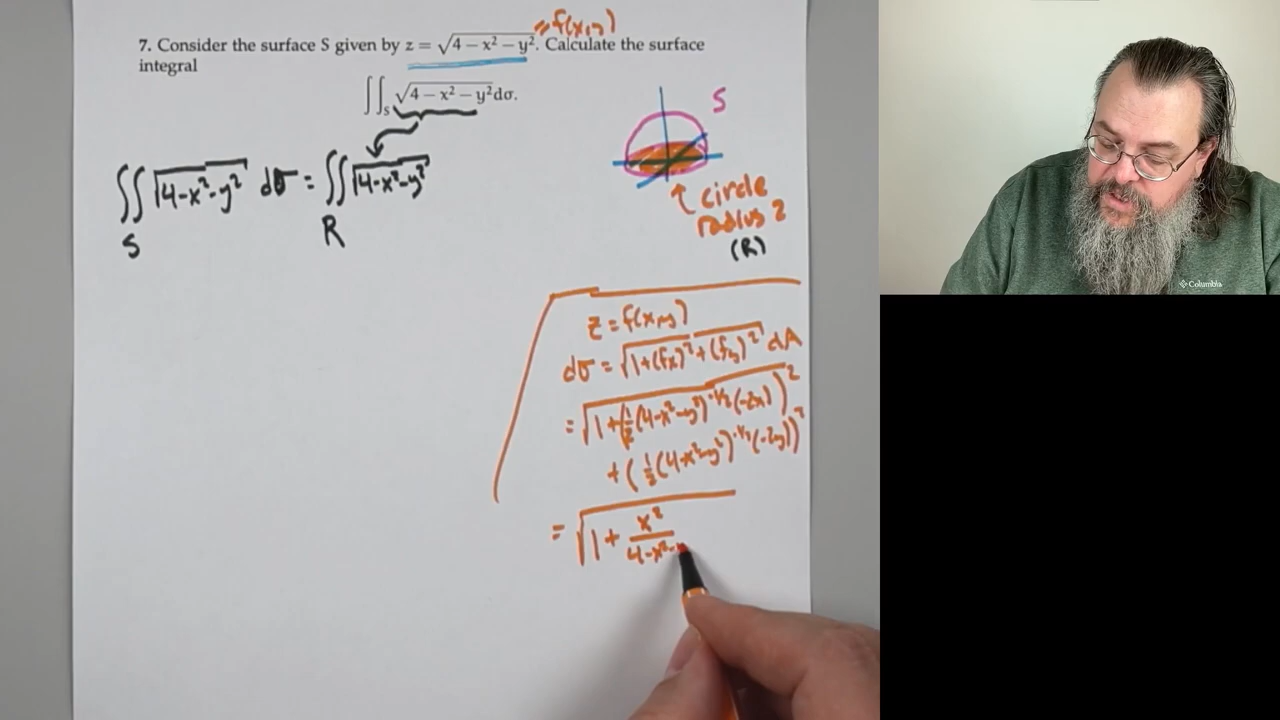 = f(x,y)
7. Consider the surface S given by z = √(4 − x² − y²). Calculate the surface
integral
∬_S √(4 − x² − y²) dσ.
S
∬_S √(4-x²-y²) dσ = ∬_R √(4-x²-y²)
↑ circle
radius 2
(R)
z = f(x,y)
dσ = √(1+(fx)²+(fy)²) dA
= √(1+(½(4-x²-y²)^(-1/2)(-2x))²
+ (½(4-x²-y²)^(-1/2)(-2y))²
= √(1 + x²/(4-x²-
Columbia